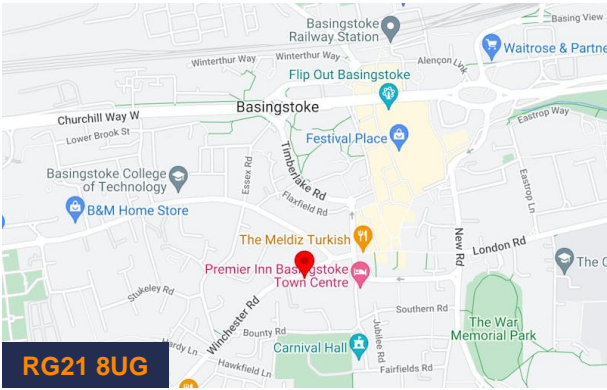 Basingstoke
Railway Station
Basing View
Winterthur Way
Winterthur Way
Alençon Link
Waitrose & Partne
Flip Out Basingstoke
Basingstoke
Churchill Way W
Eastrop Way
Lower Brook St
Festival Place
Timberlake Rd
Basingstoke College
of Technology
Essex Rd
Eastrop Ln
Flaxfield Rd
B&M Home Store
The Meldiz Turkish
New Rd
London Rd
Premier Inn Basingstoke
Town Centre
The C
Stukeley Rd
Winchester Rd
Southern Rd
Jubilee Rd
The War
Memorial Park
Bounty Rd
Hardy Ln
Carnival Hall
Hawkfield Ln
Fairfields Rd
RG21 8UG